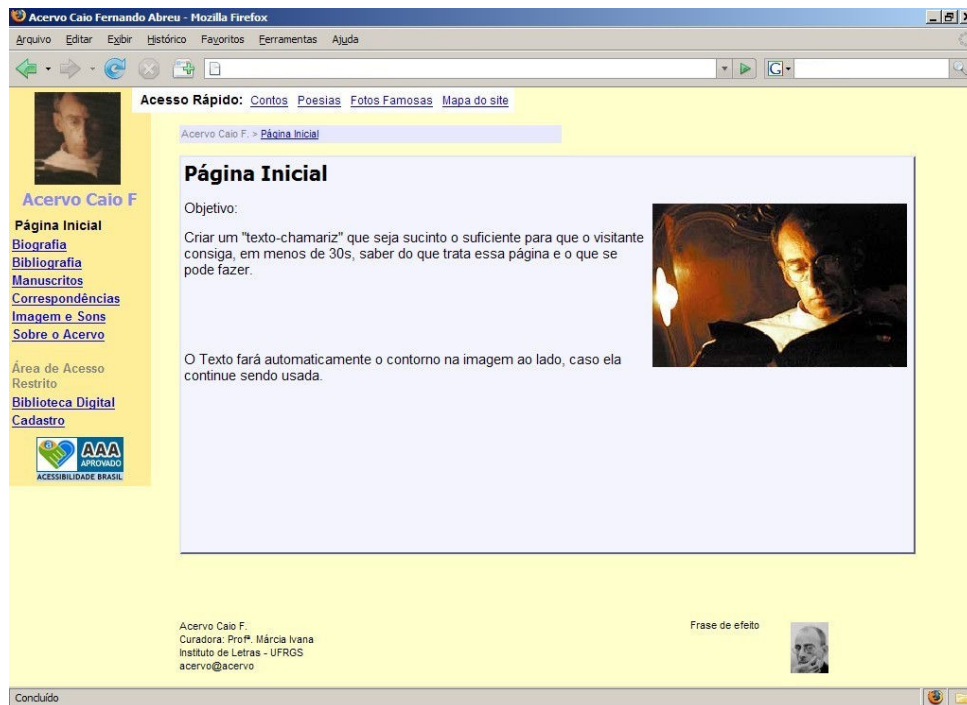 Acervo Caio Fernando Abreu - Mozilla Firefox
Arquivo Editar Exibir Histórico Favoritos Ferramentas Ajuda
G
Acesso Rápido: Contos Poesias Fotos Famosas Mapa do site
Acervo Caio F. > Página Inicial
Acervo Caio F
Página Inicial
Biografia
Bibliografia
Manuscritos
Correspondências
Imagem e Sons
Sobre o Acervo
Área de Acesso
Restrito
Biblioteca Digital
Cadastro
AAA
APROVADO
ACESSIBILIDADE BRASIL
Página Inicial
Objetivo:
Criar um "texto-chamariz" que seja sucinto o suficiente para que o visitante
consiga, em menos de 30s, saber do que trata essa página e o que se
pode fazer.
O Texto fará automaticamente o contorno na imagem ao lado, caso ela
continue sendo usada.
Acervo Caio F.
Curadora: Profª. Márcia Ivana
Instituto de Letras - UFRGS
acervo@acervo
Frase de efeito
Concluído